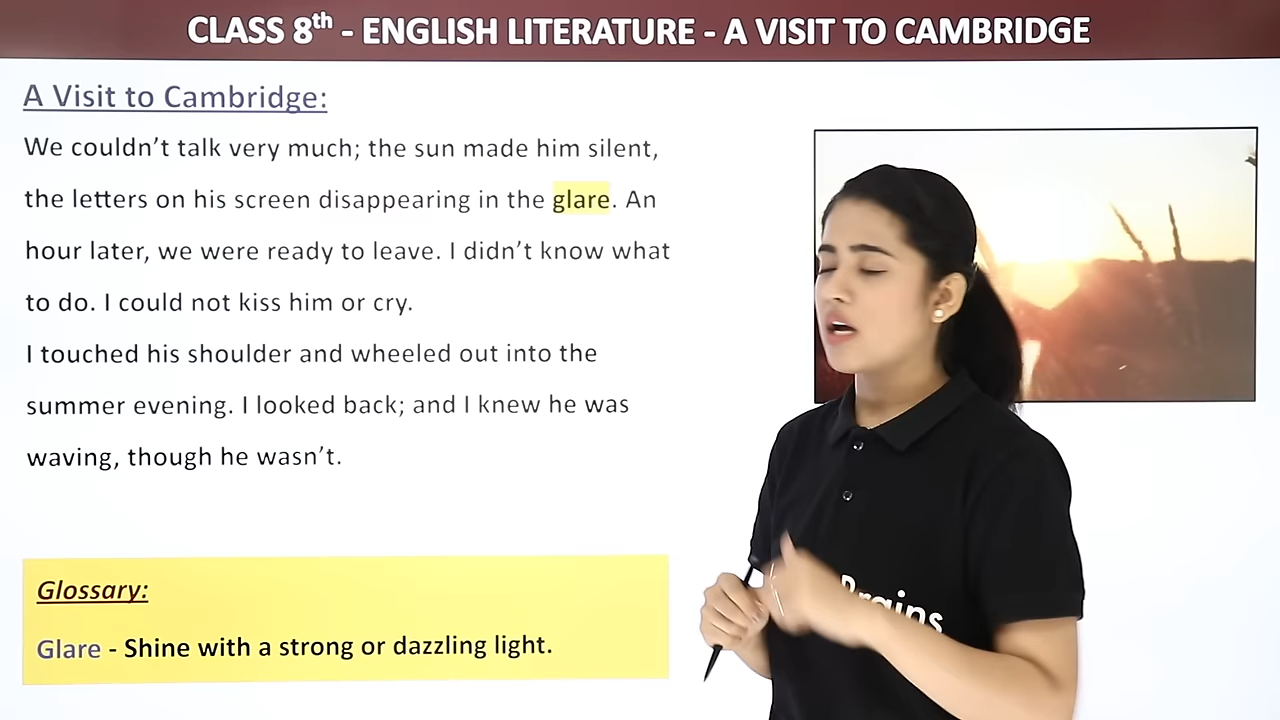 CLASS 8th - ENGLISH LITERATURE - A VISIT TO CAMBRIDGE
A Visit to Cambridge:
We couldn't talk very much; the sun made him silent,
the letters on his screen disappearing in the glare. An
hour later, we were ready to leave. I didn't know what
to do. I could not kiss him or cry.
I touched his shoulder and wheeled out into the
summer evening. I looked back; and I knew he was
waving, though he wasn't.
Glossary:
Glare - Shine with a strong or dazzling light.
Brains